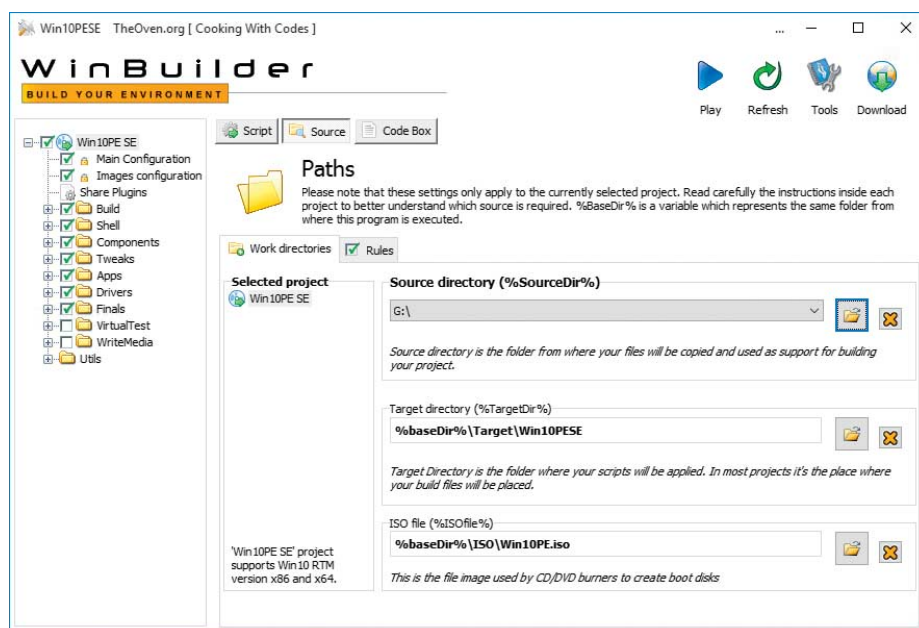 Win10PESE TheOven.org [ Cooking With Codes ]
...
WinBuilder
BUILD YOUR ENVIRONMENT
Play
Refresh
Tools
Download
Win10PE SE
Main Configuration
Images configuration
Share Plugins
Build
Shell
Components
Tweaks
Apps
Drivers
Finals
VirtualTest
WriteMedia
Utils
Script
Source
Code Box
Paths
Please note that these settings only apply to the currently selected project. Read carefully the instructions inside each
project to better understand which source is required. %BaseDir% is a variable which represents the same folder from
where this program is executed.
Work directories
Rules
Selected project
Win10PE SE
'Win10PE SE' project
supports Win10 RTM
version x86 and x64.
Source directory (%SourceDir%)
G:\
Source directory is the folder from where your files will be copied and used as support for building
your project.
Target directory (%TargetDir%)
%baseDir%\Target\Win10PESE
Target Directory is the folder where your scripts will be applied. In most projects it's the place where
your build files will be placed.
ISO file (%ISOfile%)
%baseDir%\ISO\Win10PE.iso
This is the file image used by CD/DVD burners to create boot disks